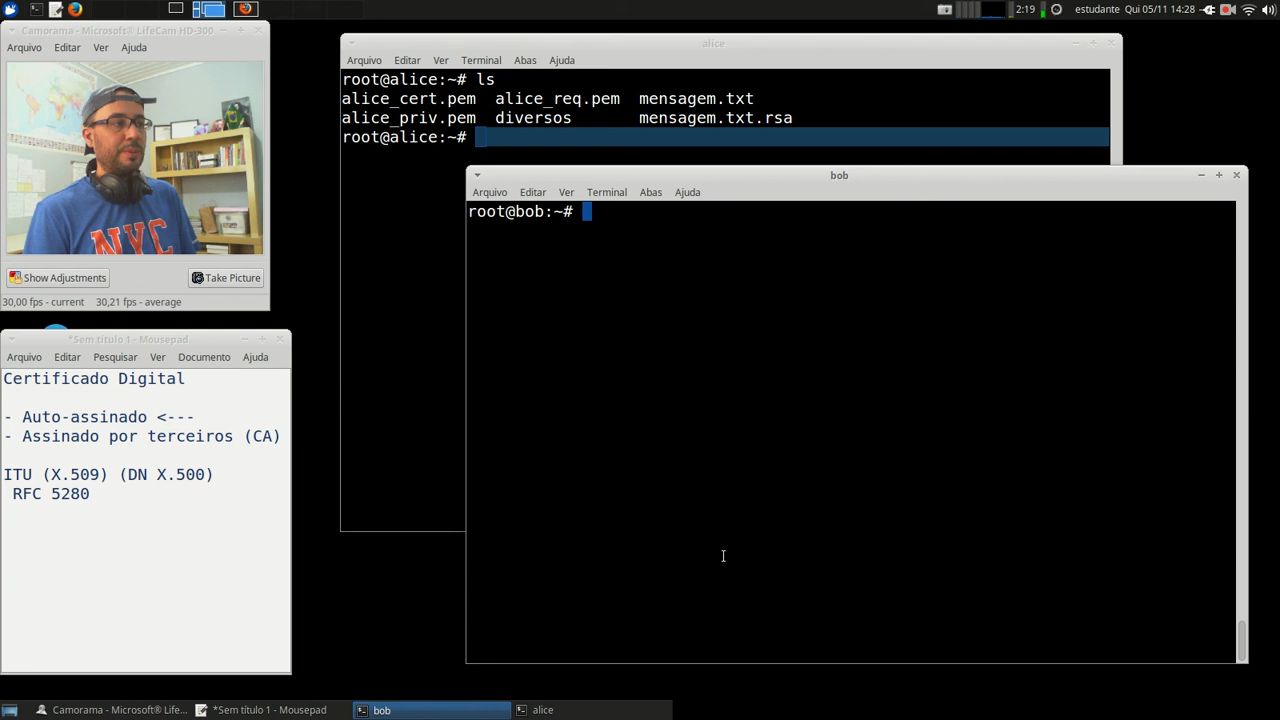 2:19
estudante Qui 05/11 14:28
Camorama - Microsoft® LifeCam HD-300
Arquivo Editar Ver Ajuda
NYC
Show Adjustments
Take Picture
30,00 fps - current 30,21 fps - average
*Sem título 1 - Mousepad
Arquivo Editar Pesquisar Ver Documento Ajuda
Certificado Digital
- Auto-assinado <---
- Assinado por terceiros (CA)
ITU (X.509) (DN X.500)
RFC 5280
alice
Arquivo Editar Ver Terminal Abas Ajuda
root@alice:~# ls
alice_cert.pem alice_req.pem mensagem.txt
alice_priv.pem diversos mensagem.txt.rsa
root@alice:~#
bob
Arquivo Editar Ver Terminal Abas Ajuda
root@bob:~#
Camorama - Microsoft® LifeC...
*Sem título 1 - Mousepad
bob
alice